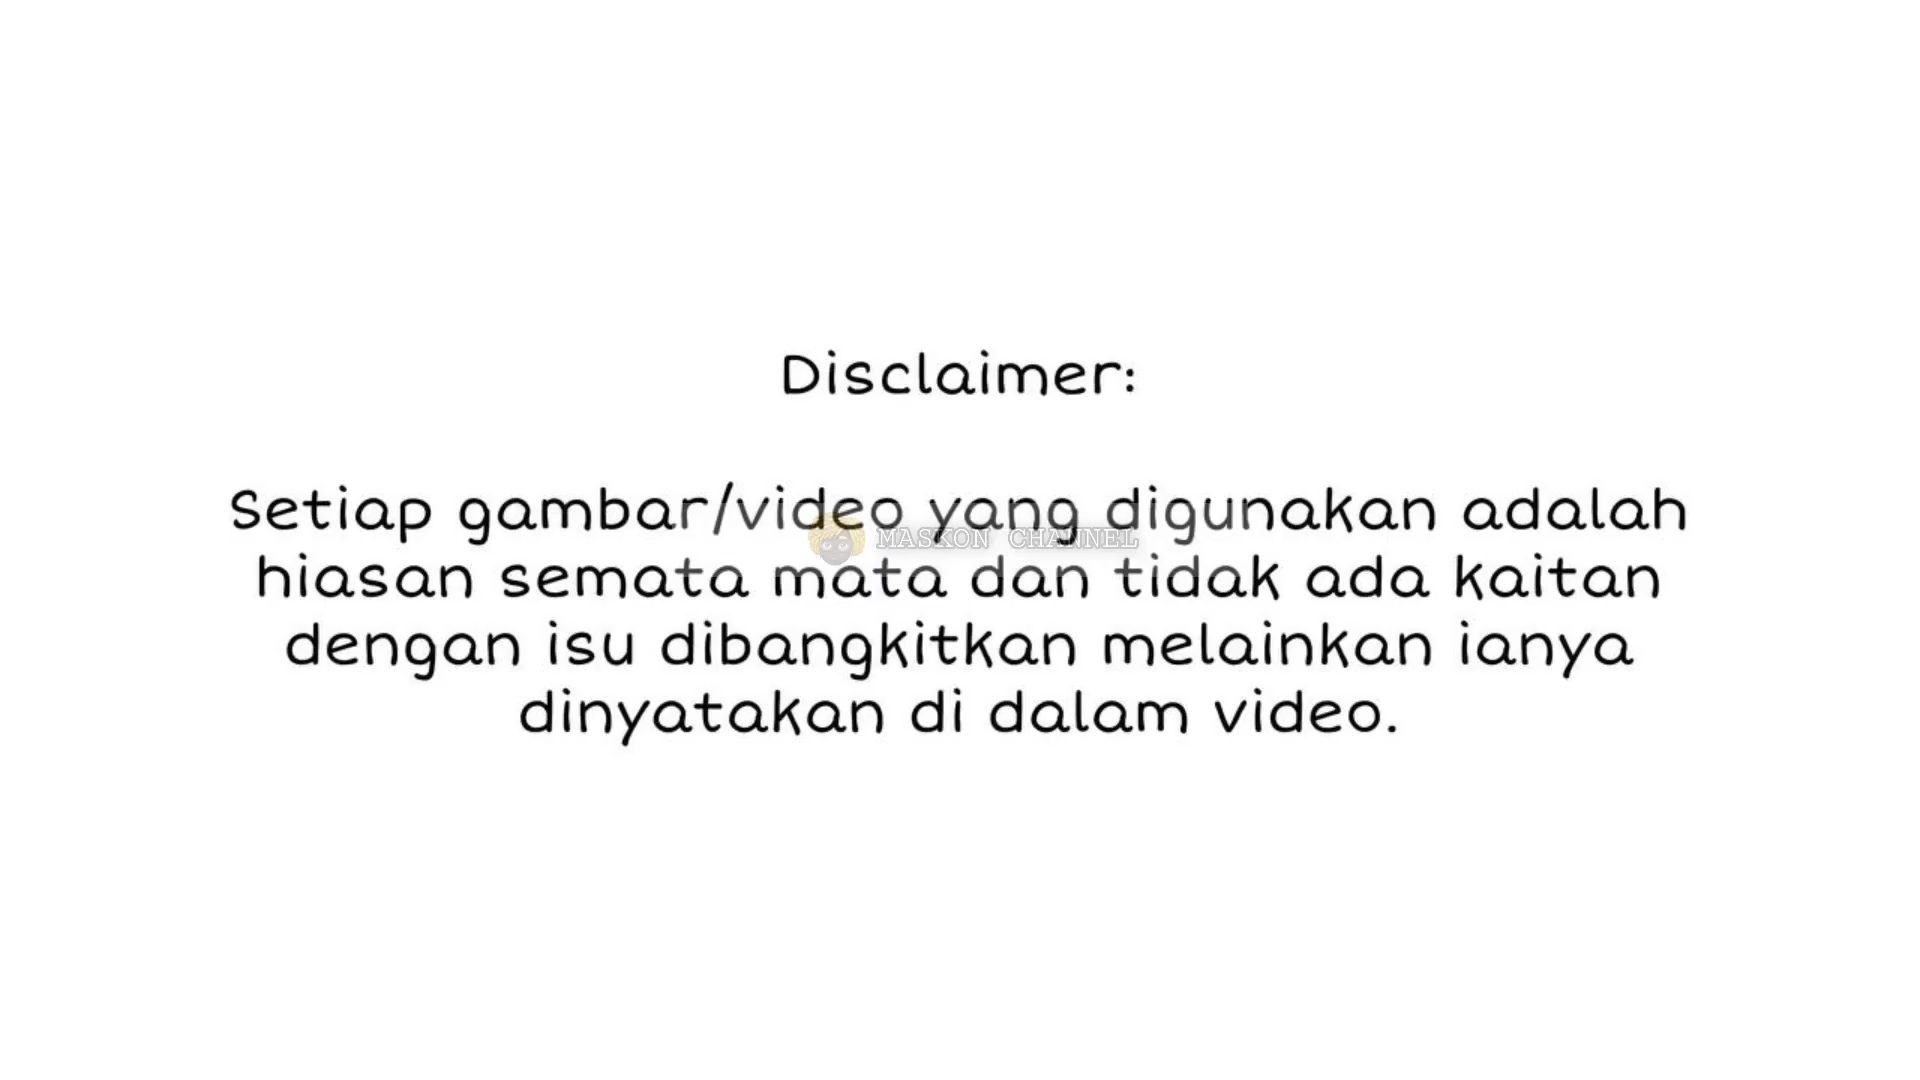 Disclaimer:
Setiap gambar/video yang digunakan adalah
MASKON CHANNEL
hiasan semata mata dan tidak ada kaitan
dengan isu dibangkitkan melainkan ianya
dinyatakan di dalam video.